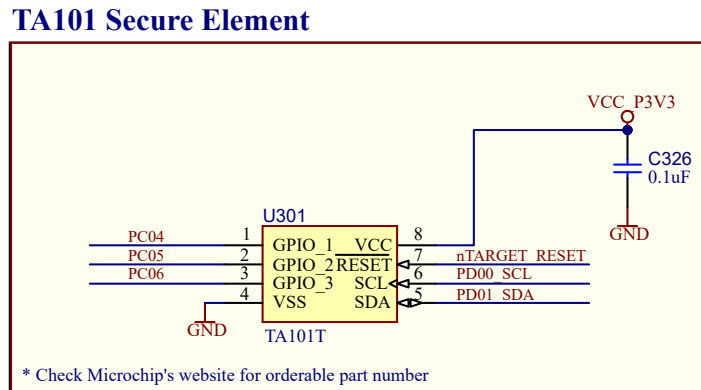 TA101 Secure Element
VCC_P3V3
C326
0.1uF
GND
U301
PC04 1 GPIO_1 VCC 8
PC05 2 GPIO_2 RESET 7 nTARGET_RESET
PC06 3 GPIO_3 SCL 6 PD00_SCL
4 VSS SDA 5 PD01_SDA
GND
TA101T
* Check Microchip's website for orderable part number